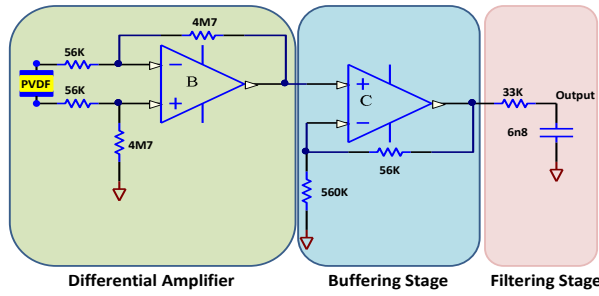 4M7
56K
PVDF
56K
4M7
B
C
56K
560K
33K
Output
6n8
Differential Amplifier
Buffering Stage
Filtering Stage